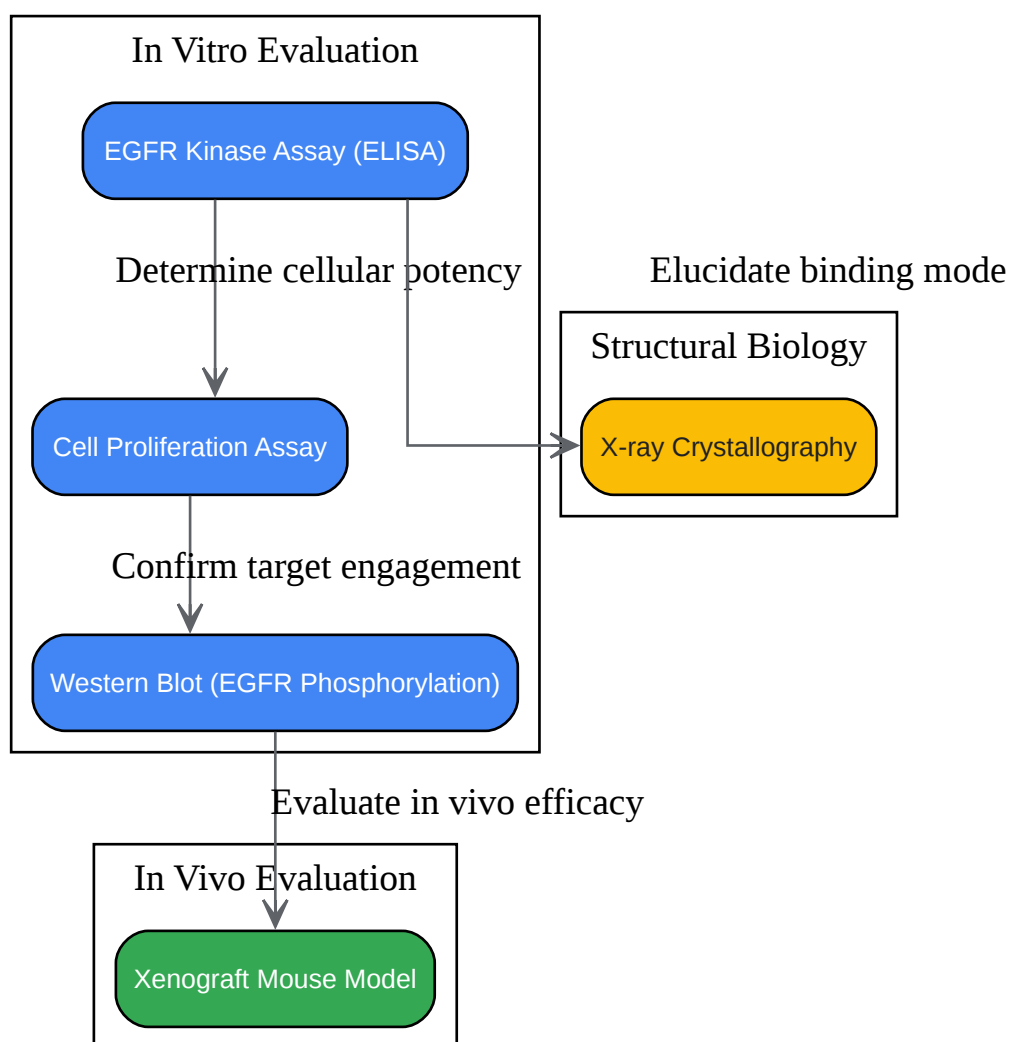 In Vitro Evaluation
EGFR Kinase Assay (ELISA)
Determine cellular potency
Elucidate binding mode
Structural Biology
Cell Proliferation Assay
X-ray Crystallography
Confirm target engagement
Western Blot (EGFR Phosphorylation)
Evaluate in vivo efficacy
In Vivo Evaluation
Xenograft Mouse Model